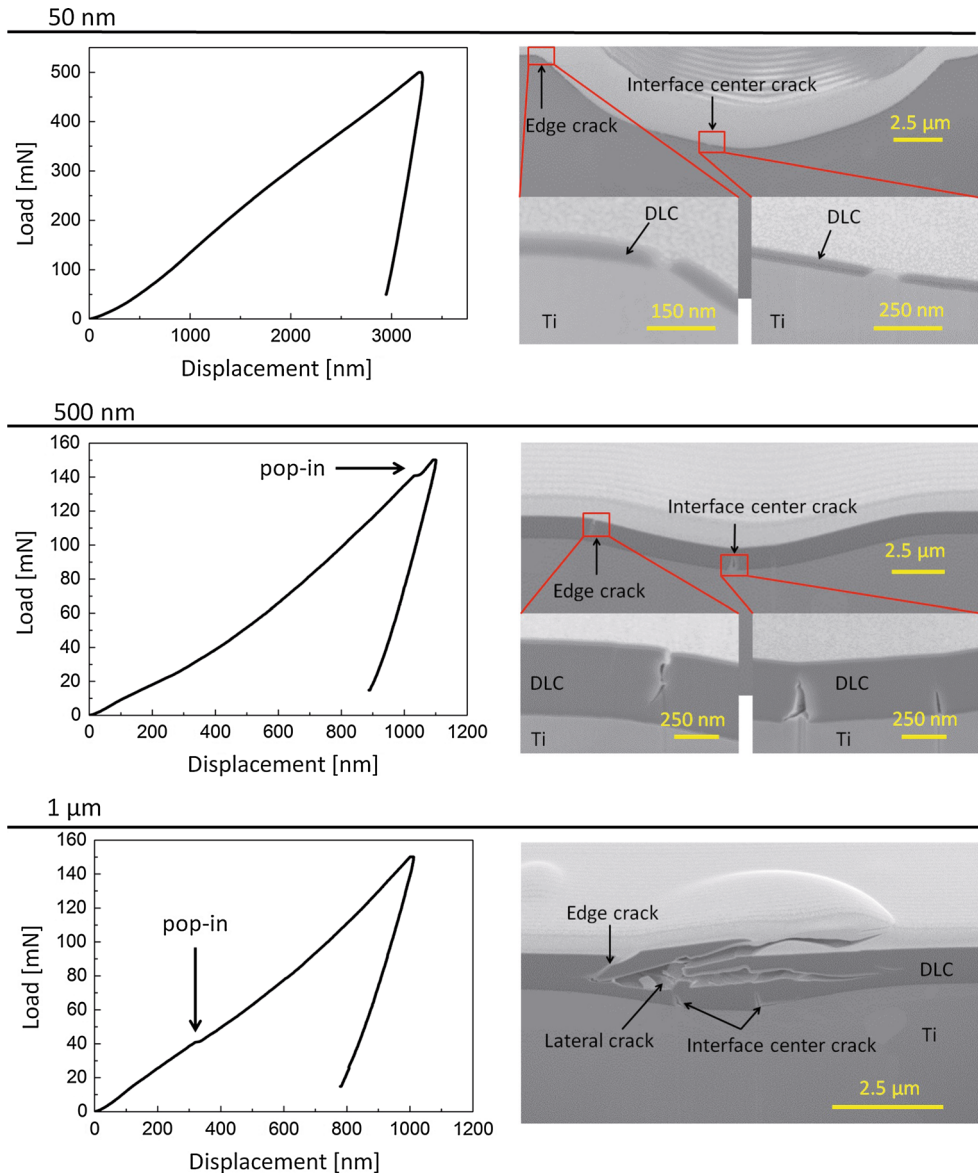 50 nm
500
400
300
200
100
0
Load [mN]
0 1000 2000 3000
Displacement [nm]
Edge crack
Interface center crack
2.5 µm
DLC
Ti
150 nm
DLC
Ti
250 nm
500 nm
160
140
120
100
80
60
40
20
0
Load [mN]
pop-in
0 200 400 600 800 1000 1200
Displacement [nm]
Interface center crack
Edge crack
2.5 µm
DLC
Ti
250 nm
DLC
Ti
250 nm
1 µm
160
140
120
100
80
60
40
20
0
Load [mN]
pop-in
0 200 400 600 800 1000 1200
Displacement [nm]
Edge crack
DLC
Lateral crack
Interface center crack
Ti
2.5 µm